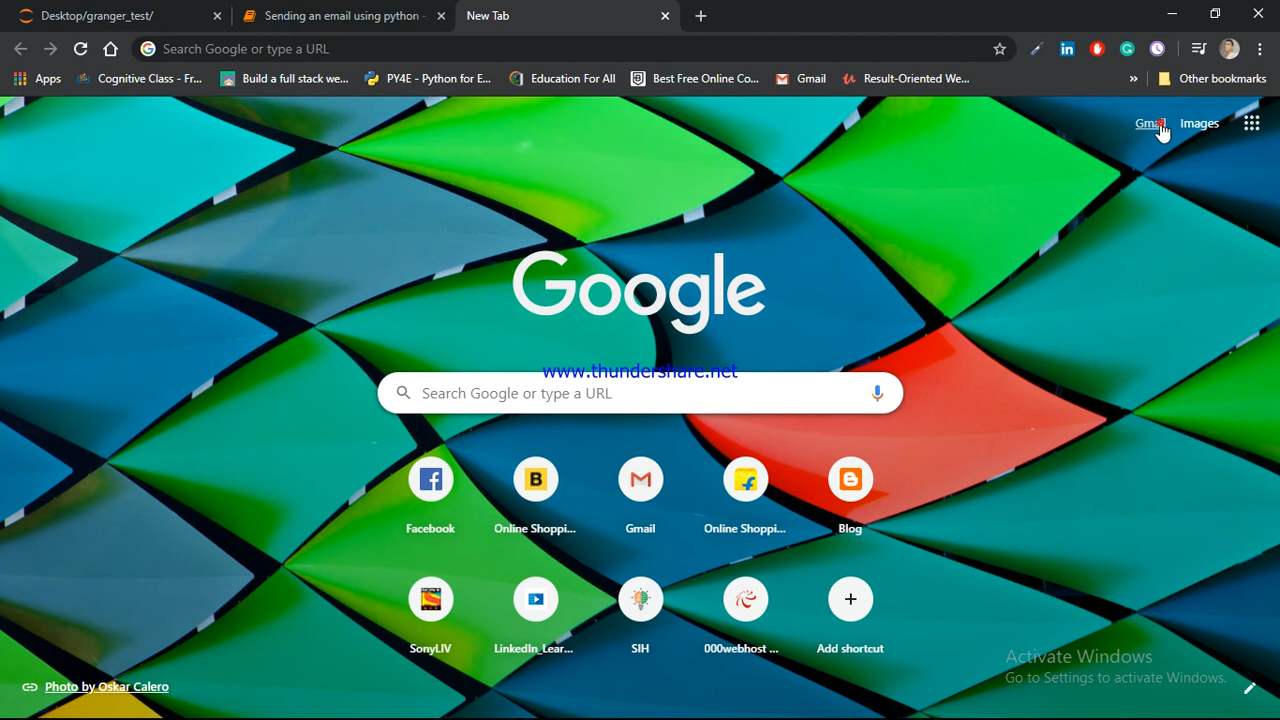 Desktop/granger_test/
Sending an email using python -
New Tab
Search Google or type a URL
Apps
Cognitive Class - Fr...
Build a full stack we...
PY4E - Python for E...
Education For All
Best Free Online Co...
Gmail
Result-Oriented We...
»
Other bookmarks
Gmail
Images
Google
www.thundershare.net
Search Google or type a URL
Facebook
Online Shoppi...
Gmail
Online Shoppi...
Blog
SonyLIV
LinkedIn_Lear...
SIH
000webhost ...
Add shortcut
Activate Windows
Go to Settings to activate Windows.
Photo by Oskar Calero